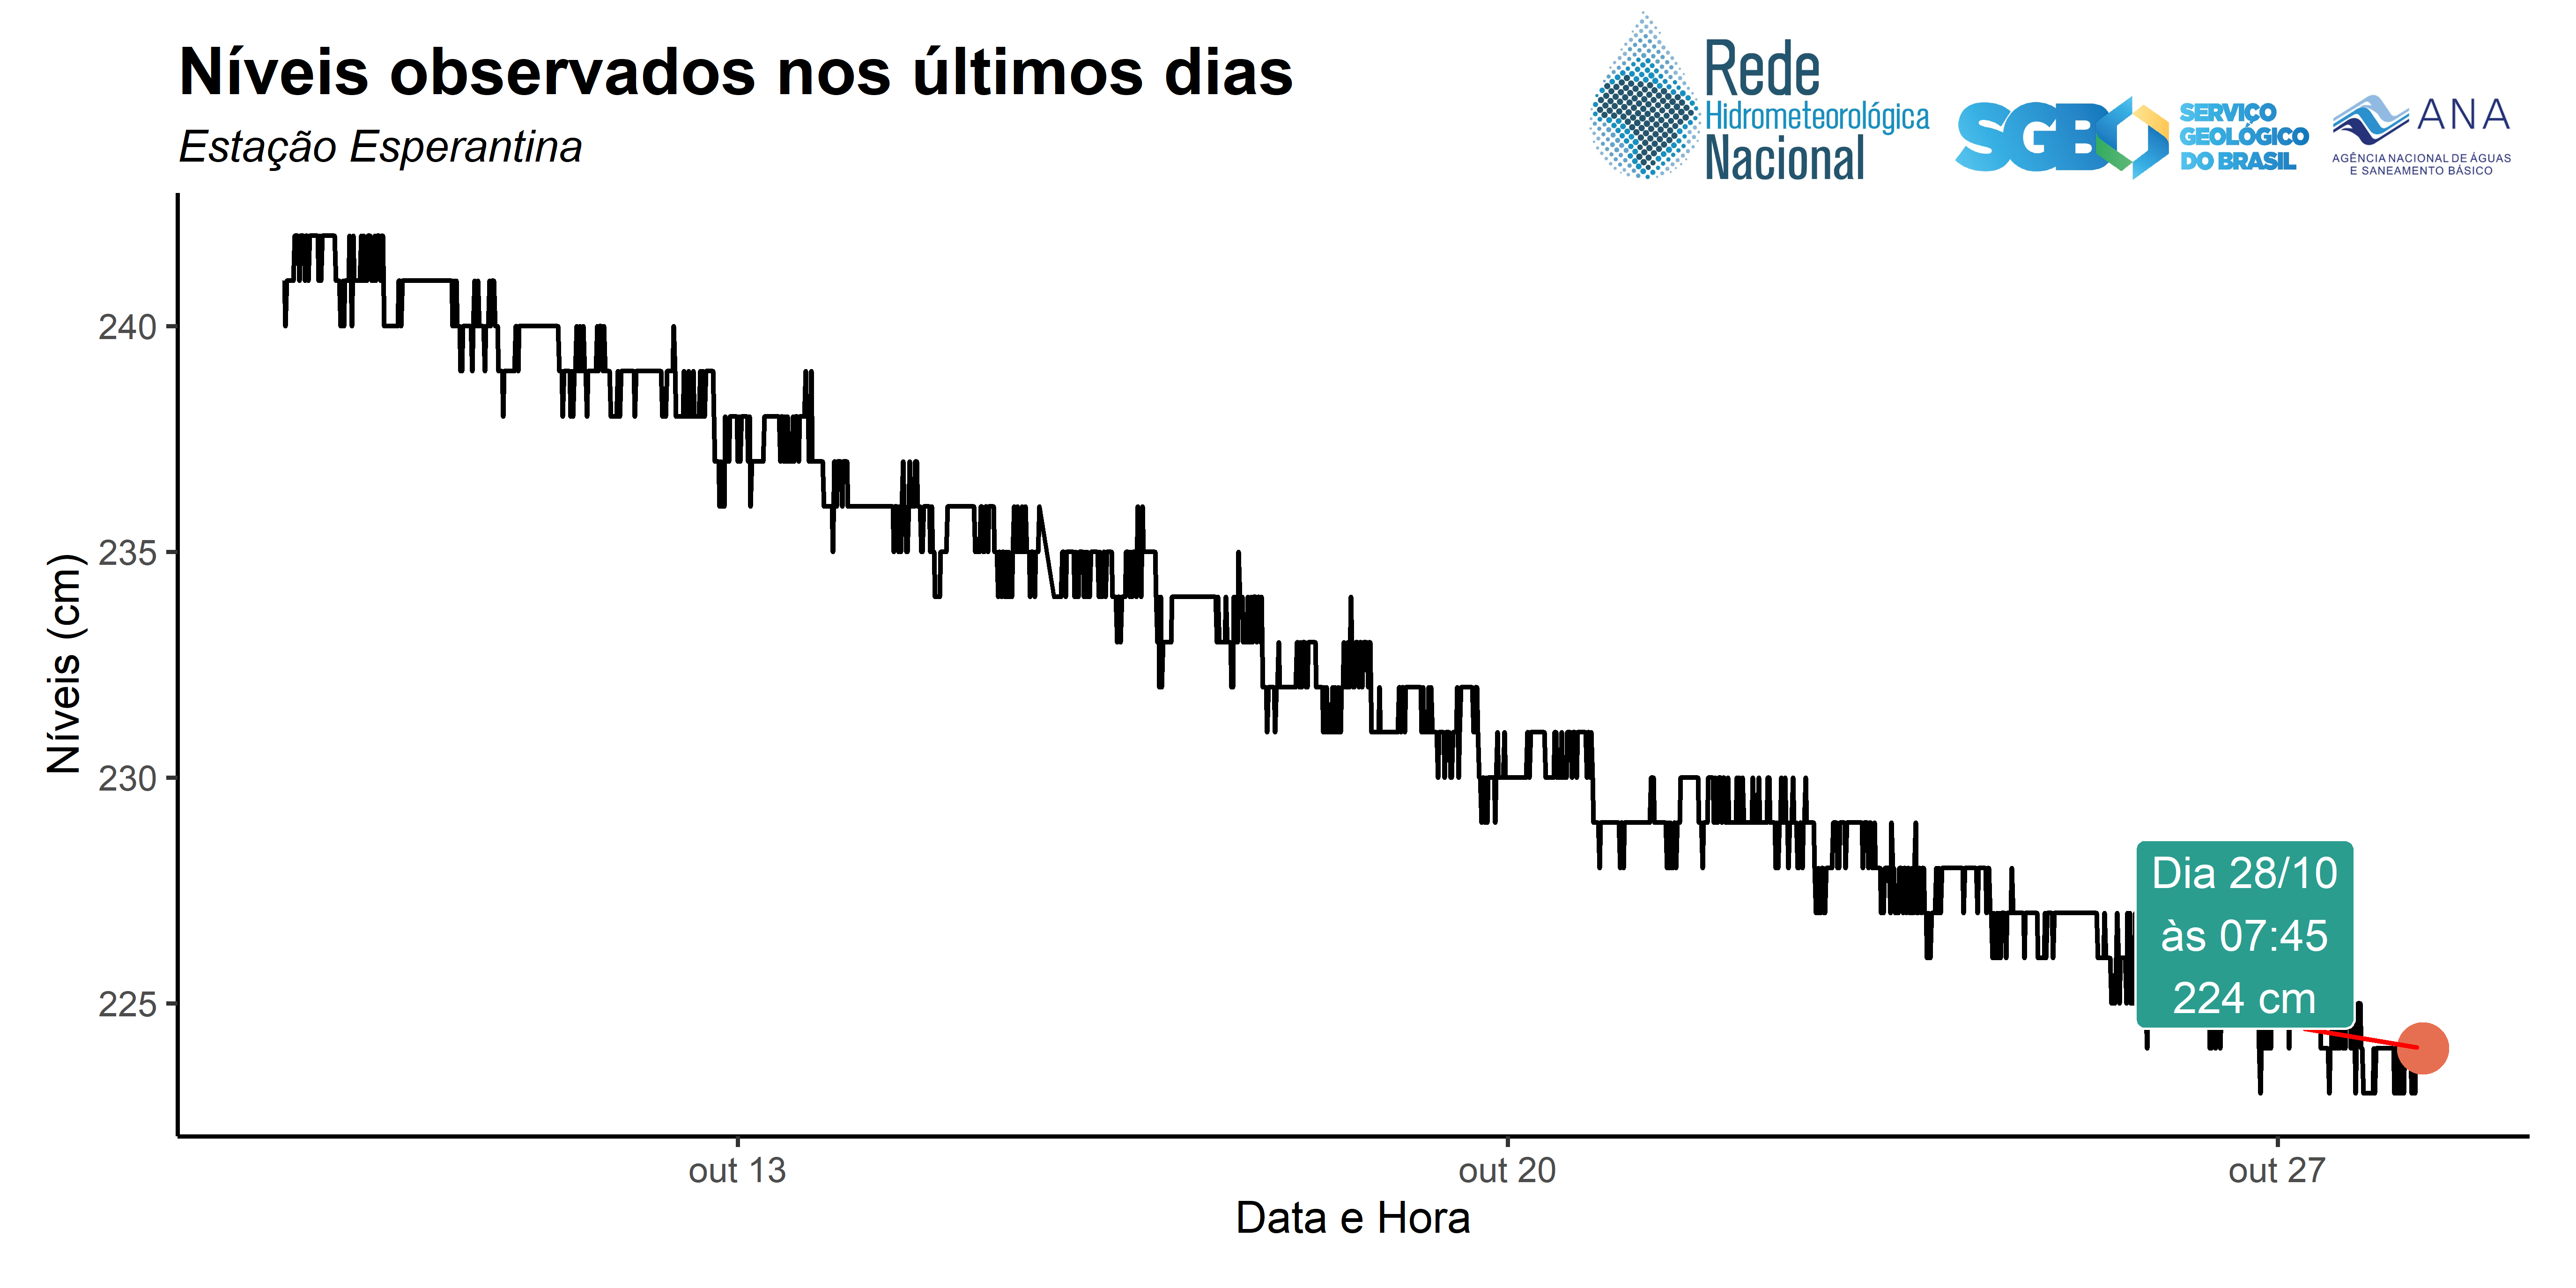 Níveis observados nos últimos dias
Estação Esperantina
Rede
Hidrometeorológica
Nacional
SGB
SERVIÇO
GEOLÓGICO
DO BRASIL
ANA
AGÊNCIA NACIONAL DE ÁGUAS
E SANEAMENTO BÁSICO
Níveis (cm)
240
235
230
225
Dia 28/10
às 07:45
224 cm
out 13
out 20
out 27
Data e Hora